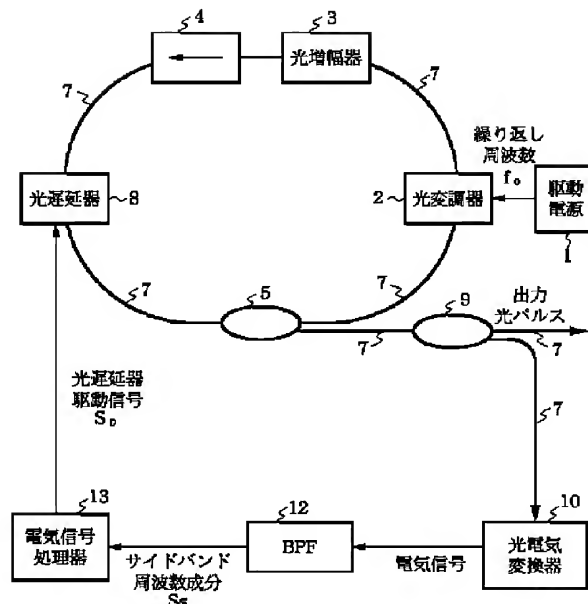 4
3
光増幅器
7
7
繰り返し
周波数
f₀
光遅延器
8
2
光変調器
駆動
電源
1
7
5
7
9
出力
光パルス
7
7
7
光遅延器
駆動信号
S_D
13
電気信号
処理器
サイドバンド
周波数成分
12
BPF
電気信号
10
光電気
変換器